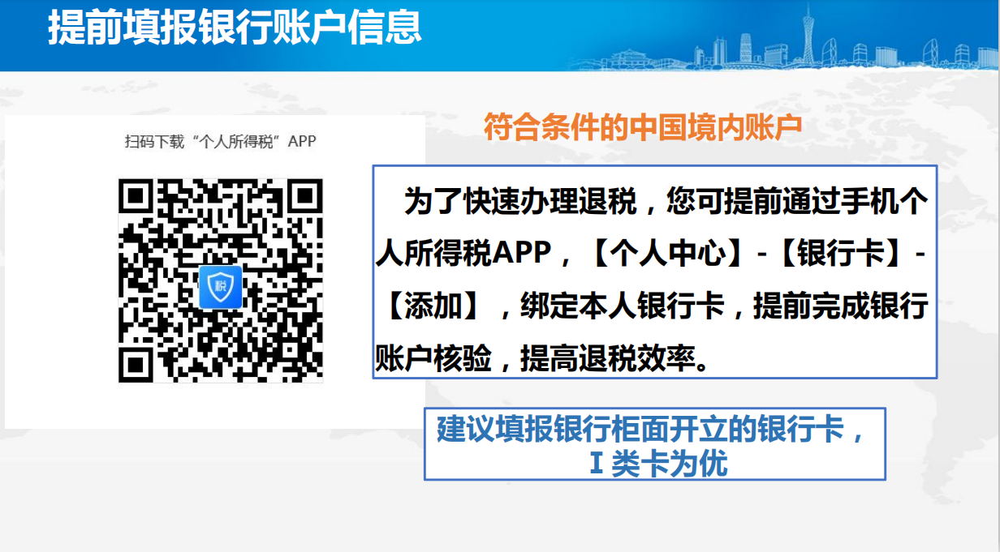 提前填报银行账户信息
扫码下载“个人所得税”APP
税
符合条件的中国境内账户
为了快速办理退税，您可提前通过手机个
人所得税APP，【个人中心】-【银行卡】-
【添加】，绑定本人银行卡，提前完成银行
账户核验，提高退税效率。
建议填报银行柜面开立的银行卡，
Ⅰ类卡为优